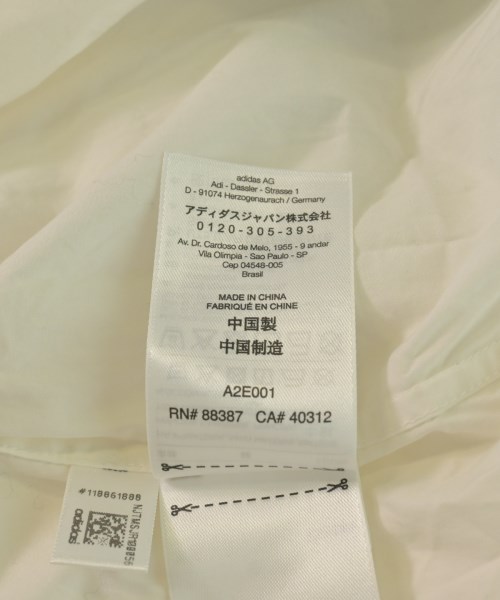 adidas AG
Adi - Dassler - Strasse 1
D - 91074 Herzogenaurach / Germany
アディダスジャパン株式会社
0120-305-393
Av. Dr. Cardoso de Melo, 1955 - 9 andar
Vila Olimpia - Sao Paulo - SP
Cep 04548-005
Brasil
MADE IN CHINA
FABRIQUÉ EN CHINE
中国製
中国制造
A2E001
RN# 88387 CA# 40312
adidas